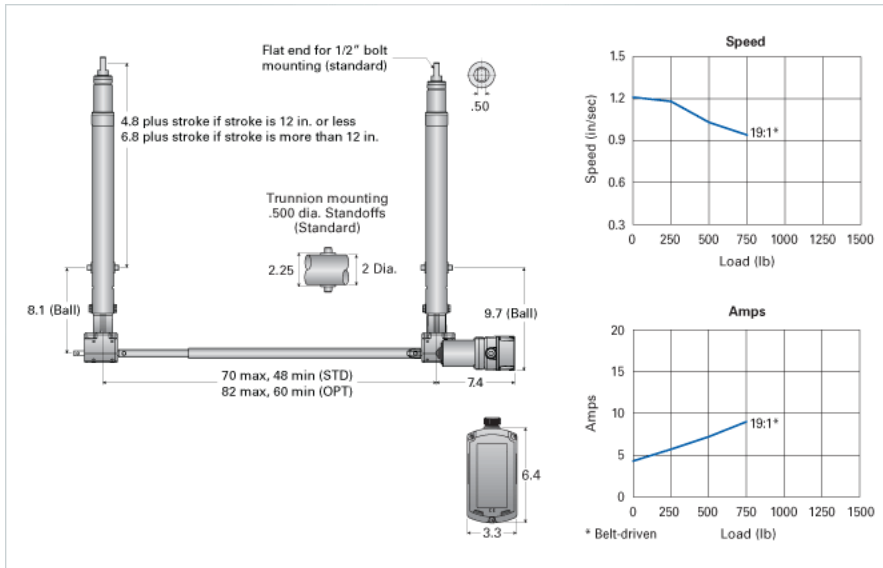 Flat end for 1/2" bolt
mounting (standard)
.50
4.8 plus stroke if stroke is 12 in. or less
6.8 plus stroke if stroke is more than 12 in.
Trunnion mounting
.500 dia. Standoffs
(Standard)
2.25
2 Dia.
8.1 (Ball)
9.7 (Ball)
70 max, 48 min (STD)
82 max, 60 min (OPT)
7.4
6.4
3.3
Speed
Speed (in/sec)
1.5
1.2
0.9
0.6
0.3
19:1*
0 250 500 750 1000 1250 1500
Load (lb)
Amps
Amps
20
15
10
5
0
19:1*
0 250 500 750 1000 1250 1500
* Belt-driven
Load (lb)